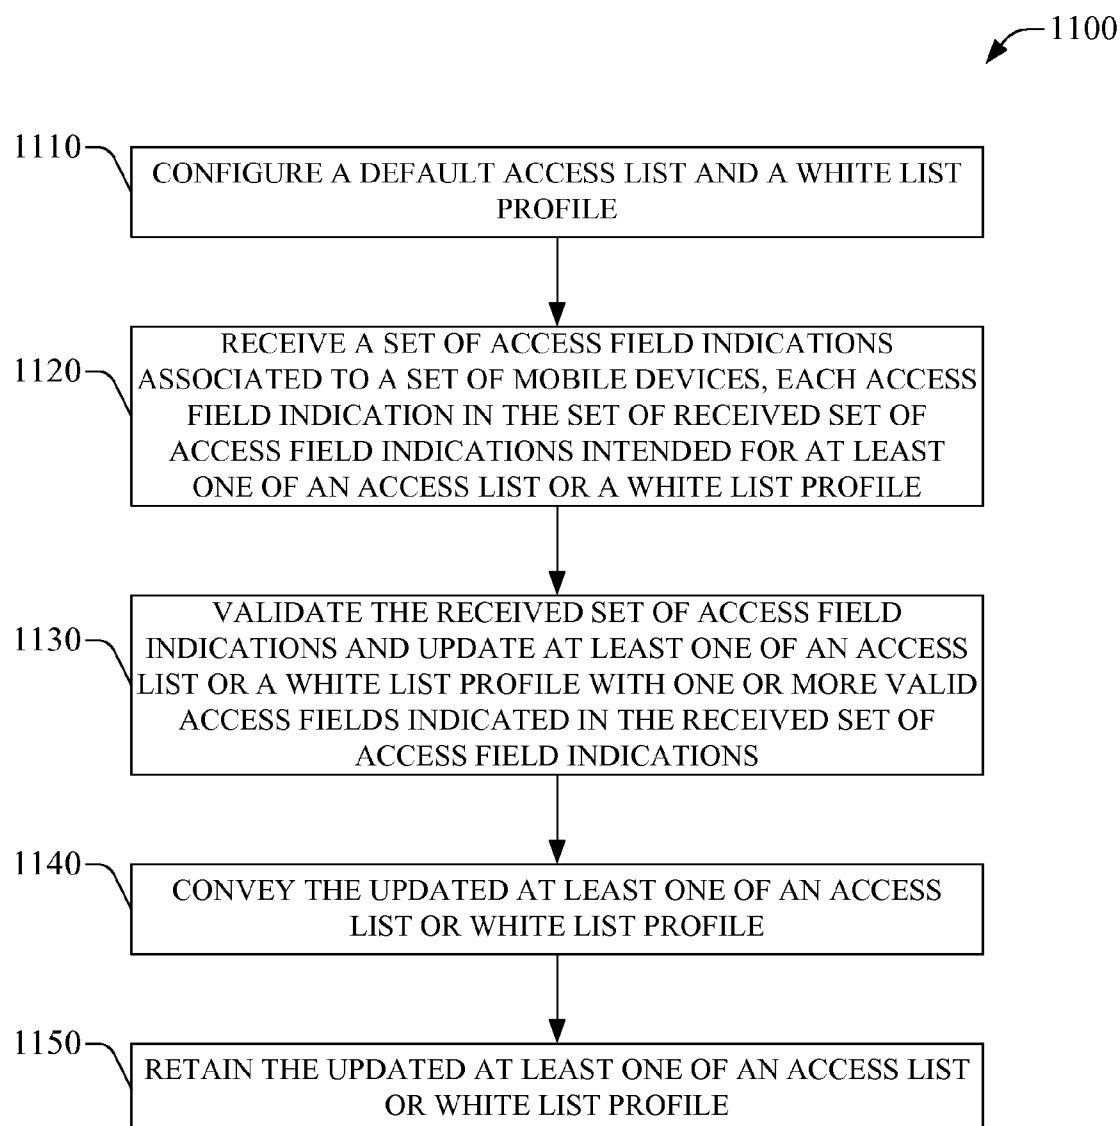 1100
1110
CONFIGURE A DEFAULT ACCESS LIST AND A WHITE LIST
PROFILE
1120
RECEIVE A SET OF ACCESS FIELD INDICATIONS
ASSOCIATED TO A SET OF MOBILE DEVICES, EACH ACCESS
FIELD INDICATION IN THE SET OF RECEIVED SET OF
ACCESS FIELD INDICATIONS INTENDED FOR AT LEAST
ONE OF AN ACCESS LIST OR A WHITE LIST PROFILE
1130
VALIDATE THE RECEIVED SET OF ACCESS FIELD
INDICATIONS AND UPDATE AT LEAST ONE OF AN ACCESS
LIST OR A WHITE LIST PROFILE WITH ONE OR MORE VALID
ACCESS FIELDS INDICATED IN THE RECEIVED SET OF
ACCESS FIELD INDICATIONS
1140
CONVEY THE UPDATED AT LEAST ONE OF AN ACCESS
LIST OR WHITE LIST PROFILE
1150
RETAIN THE UPDATED AT LEAST ONE OF AN ACCESS LIST
OR WHITE LIST PROFILE